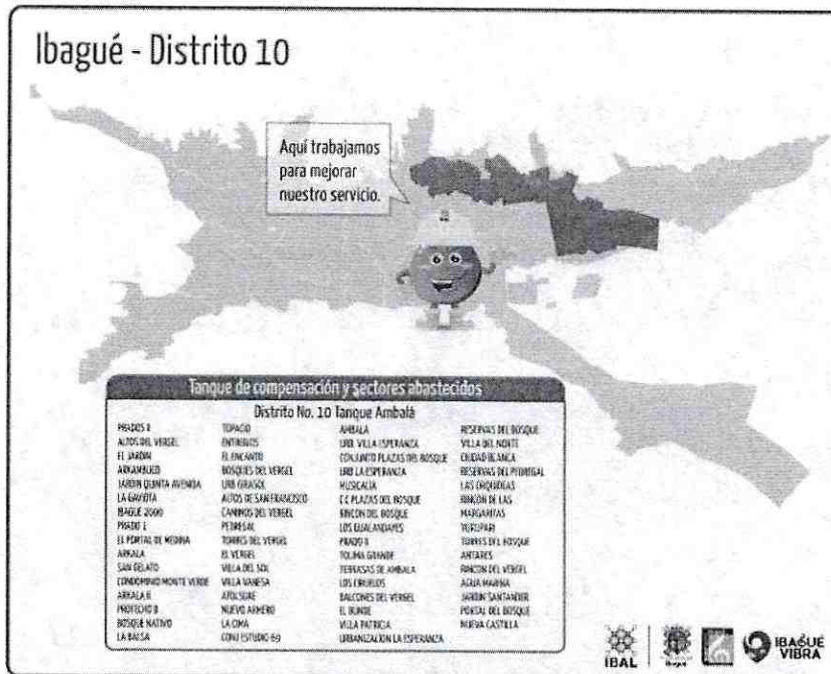 Ibagué - Distrito 10
Aquí trabajamos
para mejorar
nuestro servicio.
Tanque de compensación y sectores abastecidos
Distrito No. 10 Tanque Ambalá
PRADOS
ALTOS DEL VERGEL
EL JARDIN
ARKAMBUCO
JARDIN QUINTA AVENIDA
LA GAVIOTA
IBAGUE 2000
PRADO 1
EL PORTAL DE MEDINA
ARKALA
SAN GELATO
CONDOMINIO MONTE VERDE
ARKALA II
PROTECHO B
BOSQUE NATIVO
LA BALSA
TOPACIO
ENTRERIOS
EL ENCANTO
BOSQUES DEL VERGEL
URB GIRASOL
ALTOS DE SAN FRANCISCO
CAMINOS DEL VERGEL
PEDREGAL
TORRES DEL VERGEL
EL VERGEL
VILLA DEL SOL
VILLA VANESA
NUEVO ARMERO
LA CIMA
CONJ ESTUDIO 69
AMBALA
URB. VILLA ESPERANZA
CONJUNTO PLAZAS DEL BOSQUE
URB LA ESPERANZA
MUSICALIA
C.C PLAZAS DEL BOSQUE
RINCON DEL BOSQUE
LOS GUALANDAYES
PRADO II
TOLIMA GRANDE
TERRASAS DE AMBALA
LOS CIRUELOS
BALCONES DEL VERGEL
EL BUNDE
VILLA PATRICIA
URBANIZACION LA ESPERANZA
RESERVAS DEL BOSQUE
VILLA DEL NORTE
CIUDAD BLANCA
RESERVAS DEL PEDREGAL
LAS ORQUIDEAS
RINCON DE LAS
MARGARITAS
YURUPARI
TORRES DEL BOSQUE
ANTARES
RINCON DEL VERGEL
AGUA MARINA
JARDIN SANTANDER
PORTAL DEL BOSQUE
NUEVA CASTILLA
IBAL
IBAGUÉ
VIBRA